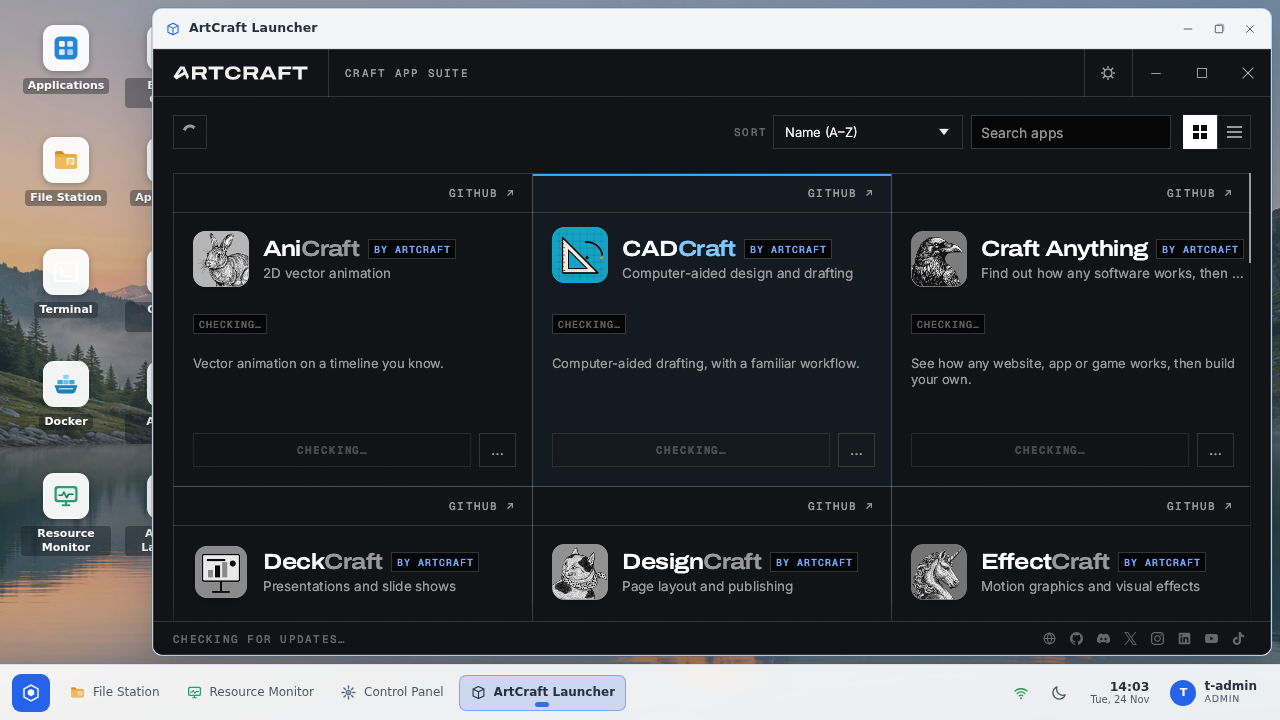 ArtCraft Launcher
ARTCRAFT
CRAFT APP SUITE
SORT
Name (A–Z)
Search apps
Applications
File Station
Terminal
Docker
Resource
Monitor
GITHUB ↗
AniCraft
BY ARTCRAFT
2D vector animation
CHECKING…
Vector animation on a timeline you know.
CHECKING…
...
GITHUB ↗
CADCraft
BY ARTCRAFT
Computer-aided design and drafting
CHECKING…
Computer-aided drafting, with a familiar workflow.
CHECKING…
...
GITHUB ↗
Craft Anything
BY ARTCRAFT
Find out how any software works, then ...
CHECKING…
See how any website, app or game works, then build
your own.
CHECKING…
...
GITHUB ↗
DeckCraft
BY ARTCRAFT
Presentations and slide shows
GITHUB ↗
DesignCraft
BY ARTCRAFT
Page layout and publishing
GITHUB ↗
EffectCraft
BY ARTCRAFT
Motion graphics and visual effects
CHECKING FOR UPDATES…
File Station
Resource Monitor
Control Panel
ArtCraft Launcher
14:03
Tue, 24 Nov
T
t-admin
ADMIN